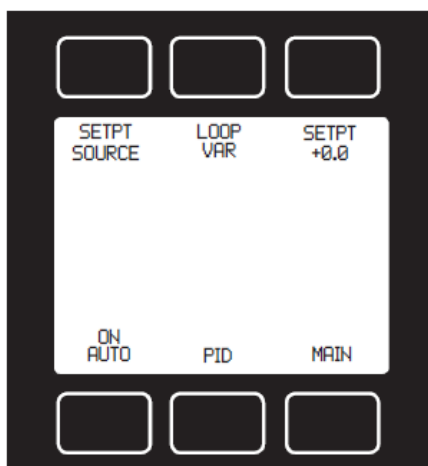 SETPT LOOP SETPT
SOURCE VAR +0.0
ON
AUTO PID MAIN